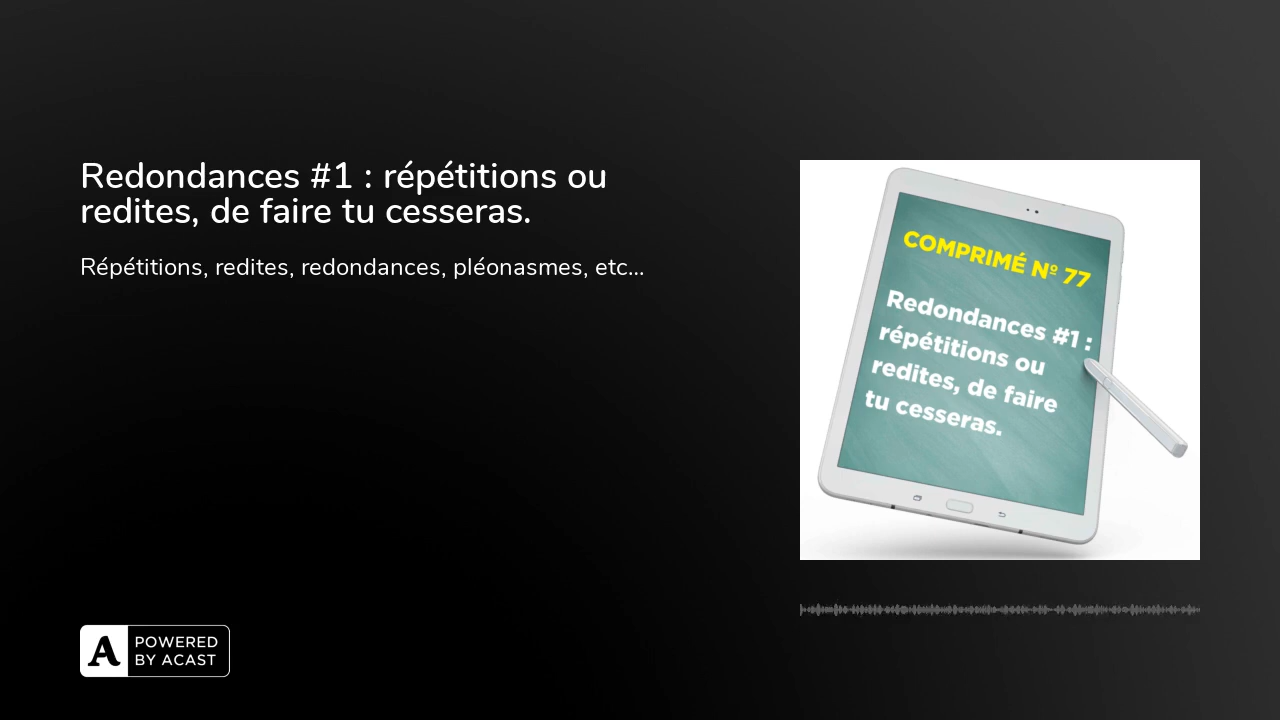 Redondances #1 : répétitions ou
redites, de faire tu cesseras.
Répétitions, redites, redondances, pléonasmes, etc...
COMPRIMÉ Nº 77
Redondances #1 :
répétitions ou
redites, de faire
tu cesseras.
A
POWERED
BY ACAST